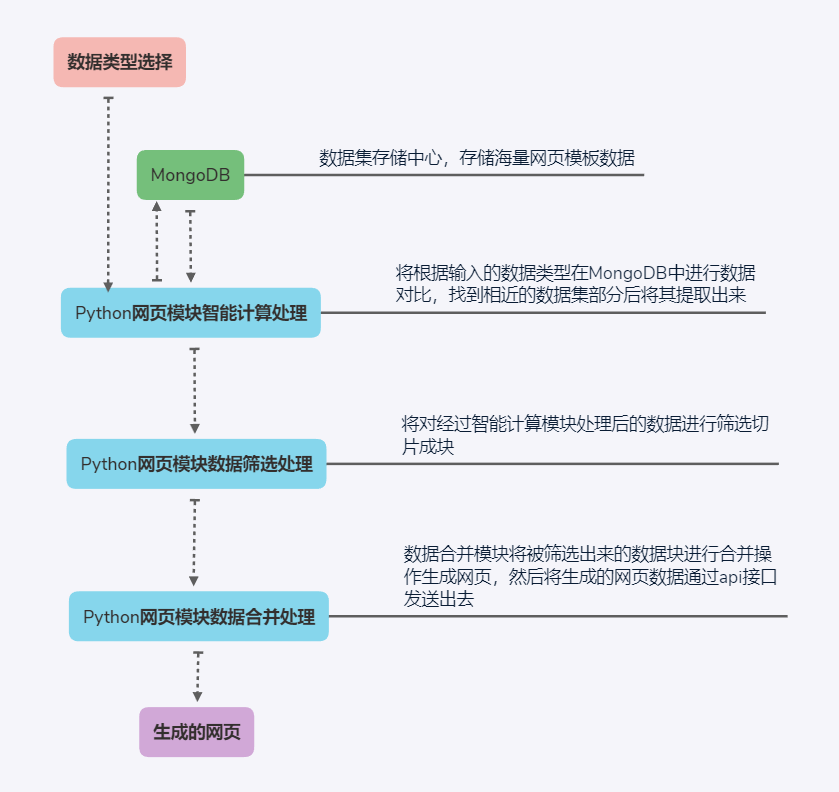 数据类型选择
MongoDB
数据集存储中心，存储海量网页模板数据
将根据输入的数据类型在MongoDB中进行数据
对比，找到相近的数据集部分后将其提取出来
Python网页模块智能计算处理
将对经过智能计算模块处理后的数据进行筛选切
片成块
Python网页模块数据筛选处理
数据合并模块将被筛选出来的数据块进行合并操
作生成网页，然后将生成的网页数据通过api接口
发送出去
Python网页模块数据合并处理
生成的网页